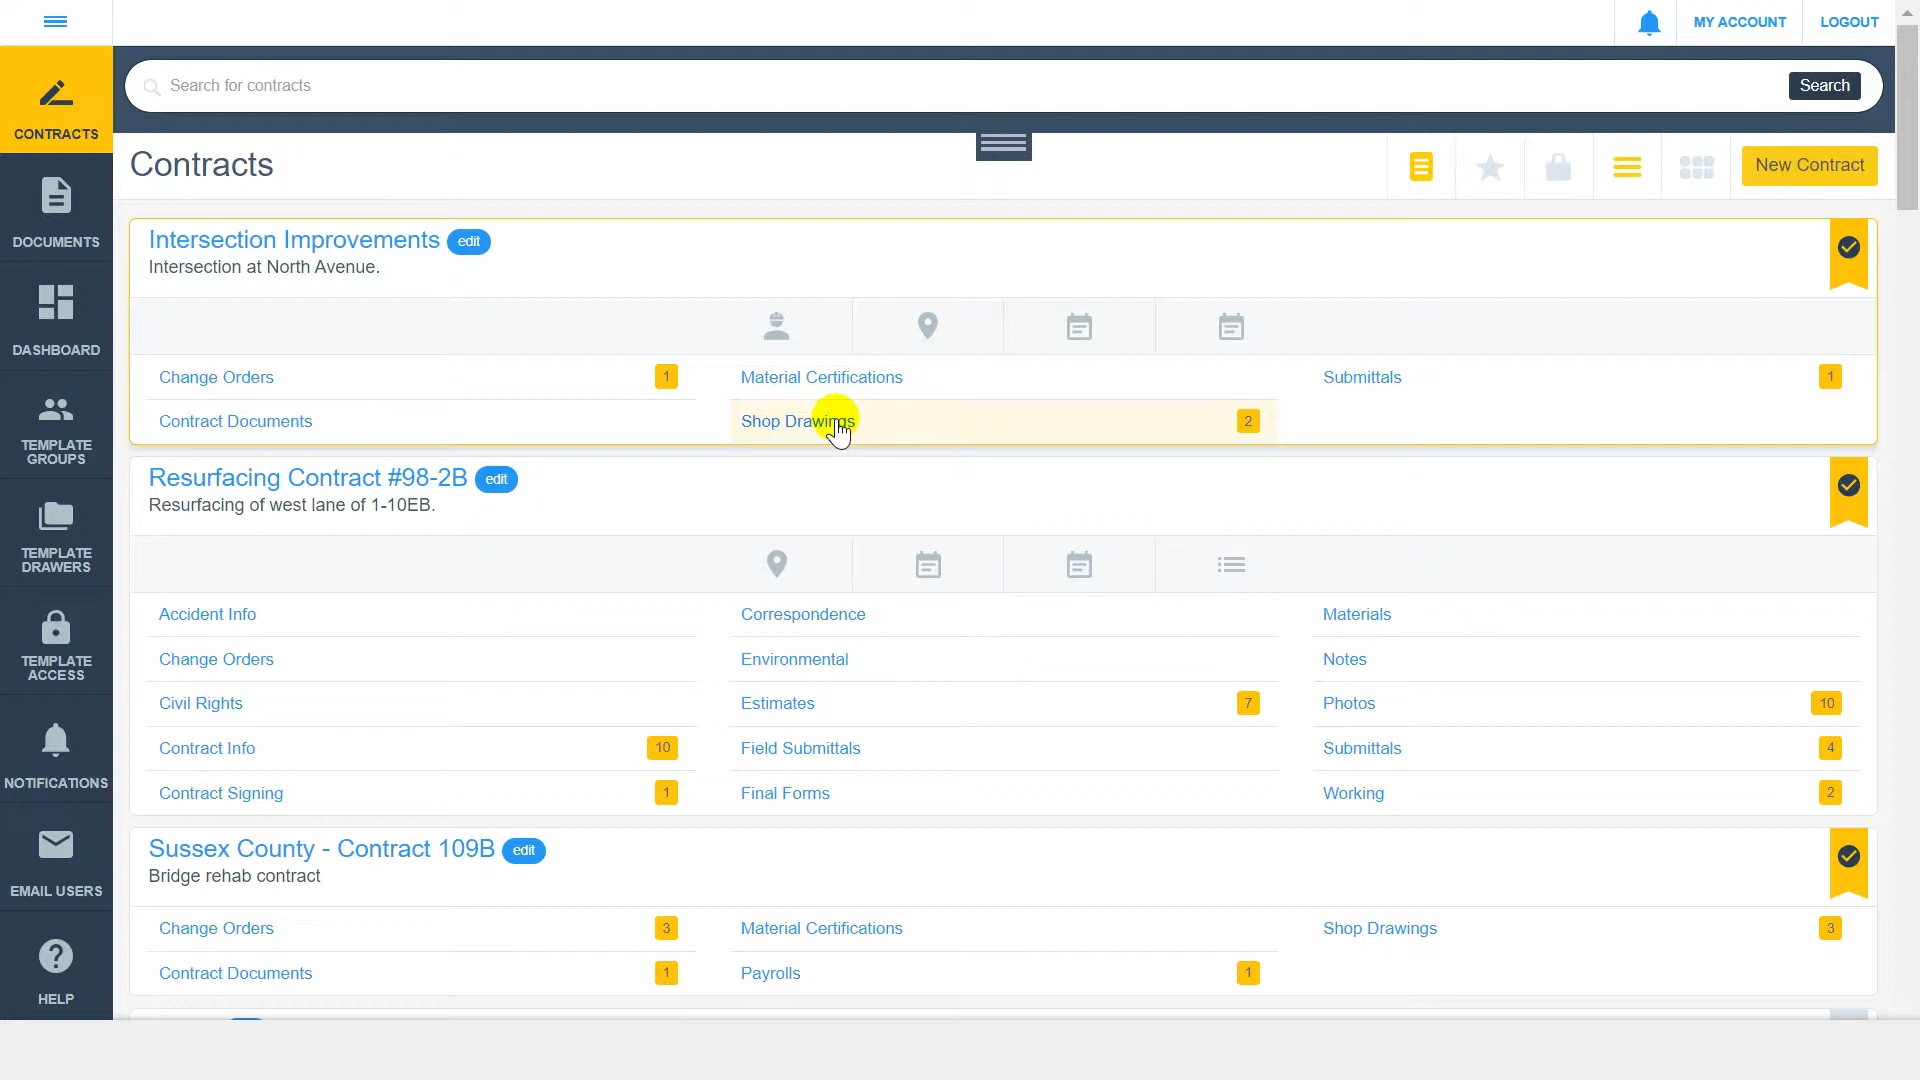 MY ACCOUNT
LOGOUT
Search for contracts
Search
CONTRACTS
DOCUMENTS
DASHBOARD
TEMPLATE
GROUPS
TEMPLATE
DRAWERS
TEMPLATE
ACCESS
NOTIFICATIONS
EMAIL USERS
HELP
Contracts
New Contract
Intersection Improvements edit
Intersection at North Avenue.
Change Orders 1
Material Certifications
Submittals 1
Contract Documents
Shop Drawings 2
Resurfacing Contract #98-2B edit
Resurfacing of west lane of 1-10EB.
Accident Info
Correspondence
Materials
Change Orders
Environmental
Notes
Civil Rights
Estimates 7
Photos 10
Contract Info 10
Field Submittals
Submittals 4
Contract Signing 1
Final Forms
Working 2
Sussex County - Contract 109B edit
Bridge rehab contract
Change Orders 3
Material Certifications
Shop Drawings 3
Contract Documents 1
Payrolls 1